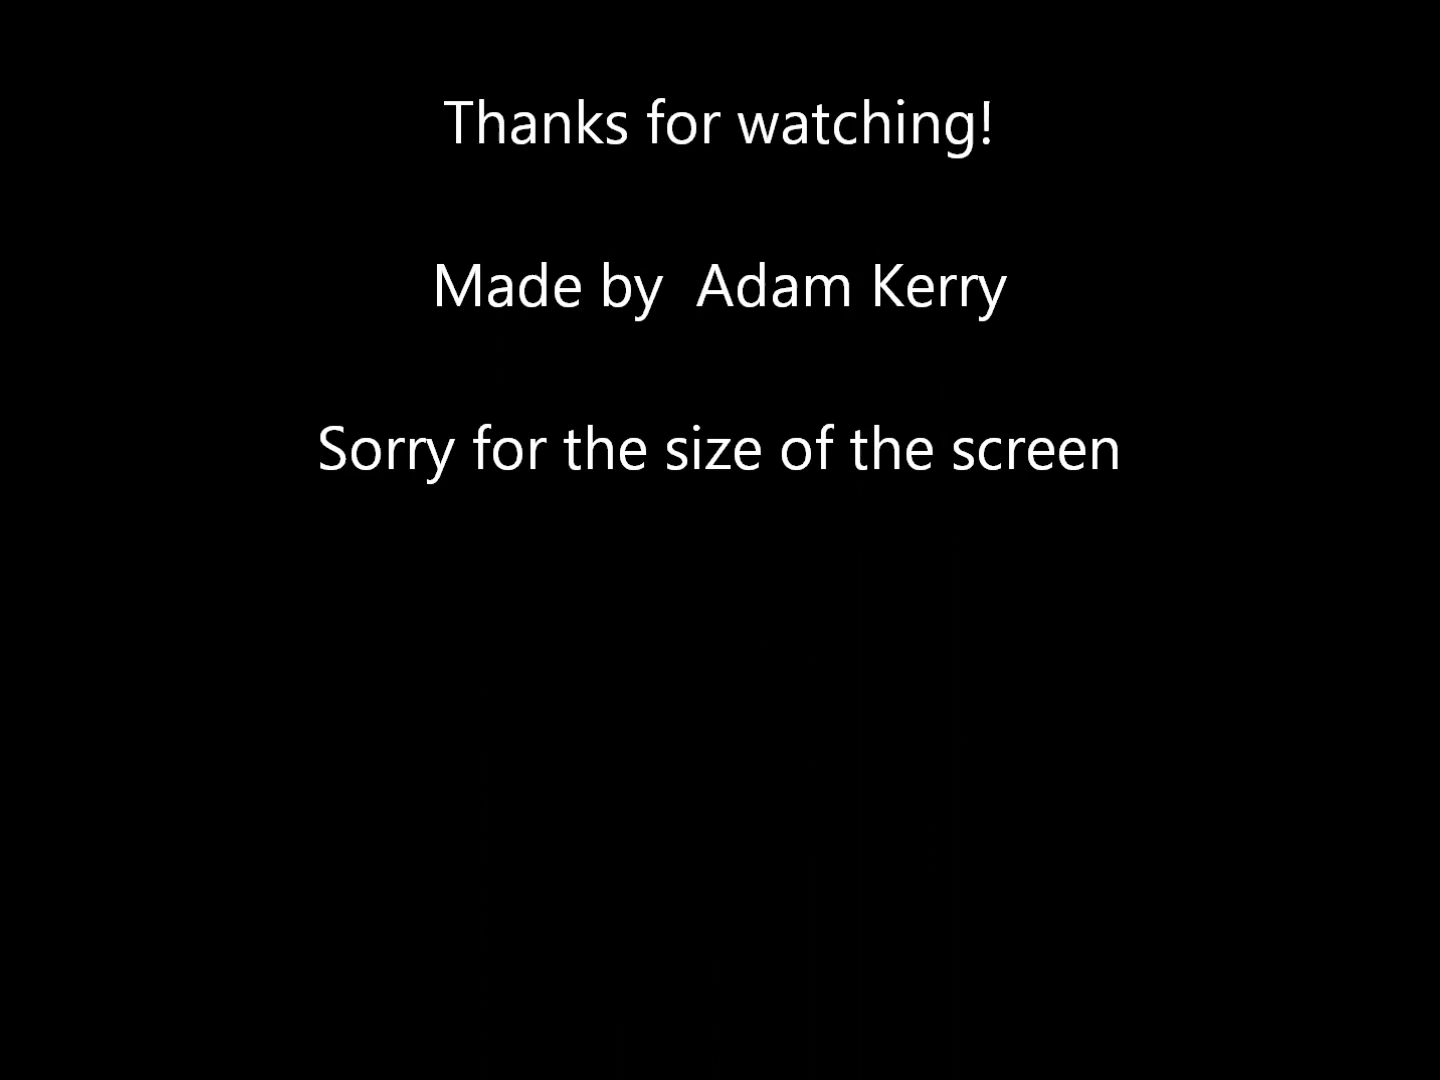 Thanks for watching!
Made by  Adam Kerry
Sorry for the size of the screen